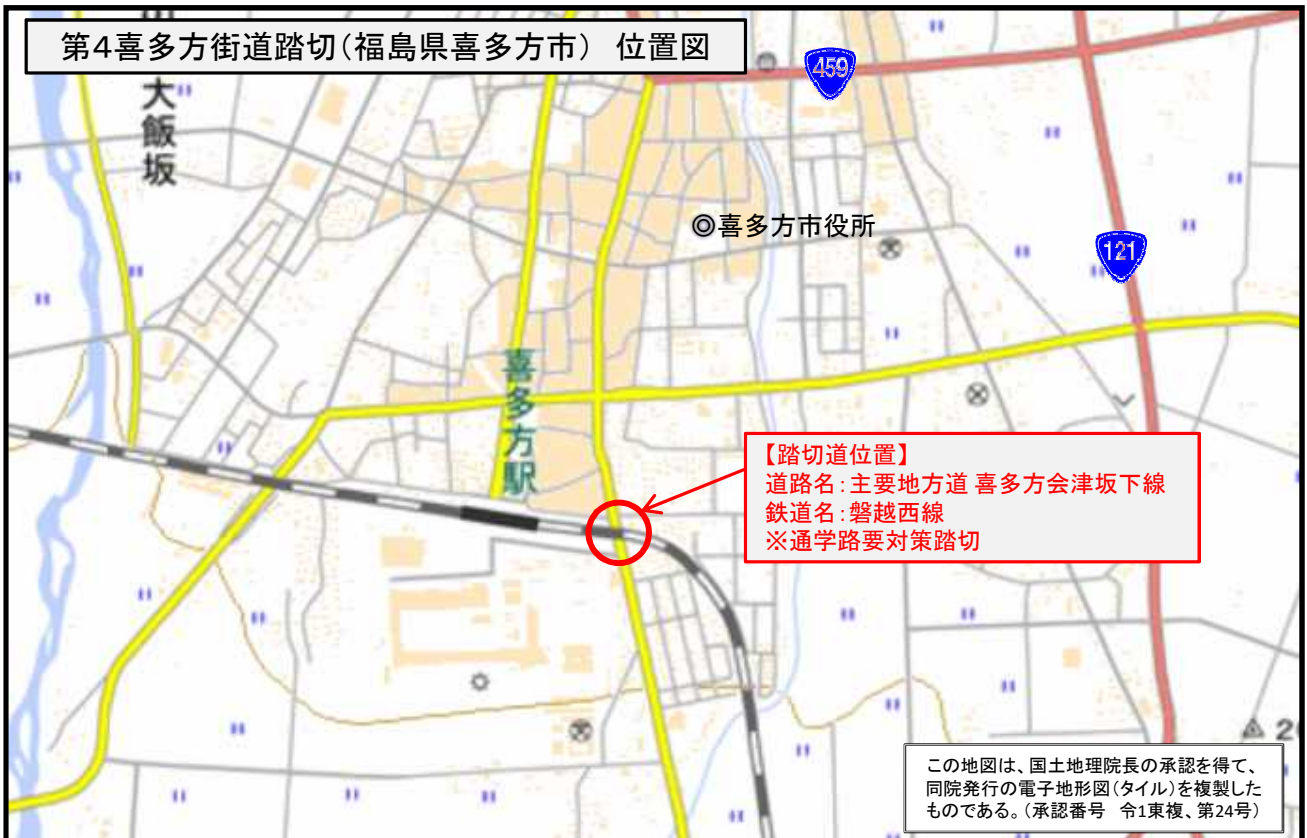 第4喜多方街道踏切(福島県喜多方市) 位置図
459
大飯坂
◎喜多方市役所
121
喜多方駅
【踏切道位置】
道路名:主要地方道 喜多方会津坂下線
鉄道名:磐越西線
※通学路要対策踏切
この地図は、国土地理院長の承認を得て、
同院発行の電子地形図(タイル)を複製した
ものである。(承認番号 令1東複、第24号)